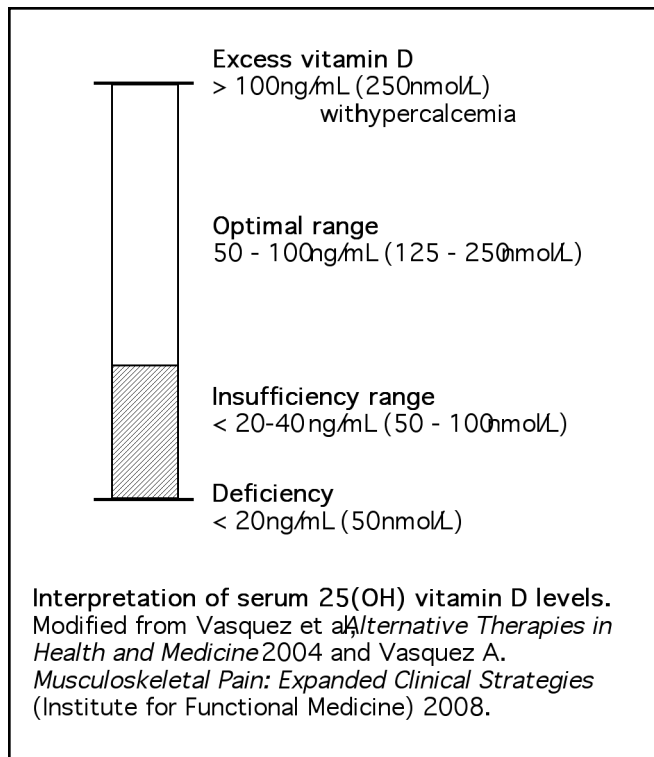 Excess vitamin D
> 100ng/mL (250nmol/L)
withypercalcemia
Optimal range
50 - 100ng/mL (125 - 250nmol/L)
Insufficiency range
< 20-40 ng/mL (50 - 100nmol/L)
Deficiency
< 20ng/mL (50nmol/L)
Interpretation of serum 25(OH) vitamin D levels.
Modified from Vasquez et al, Alternative Therapies in
Health and Medicine 2004 and Vasquez A.
Musculoskeletal Pain: Expanded Clinical Strategies
(Institute for Functional Medicine) 2008.